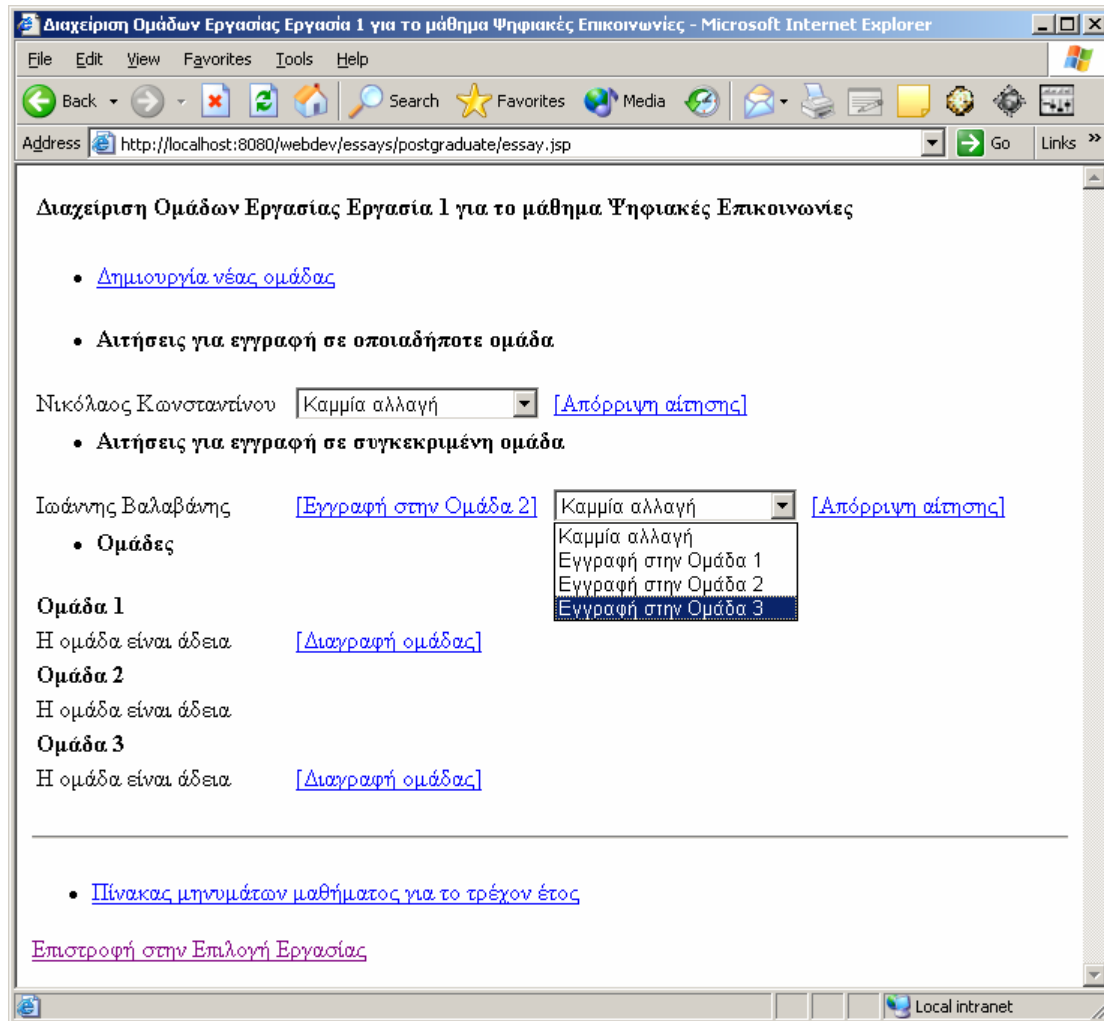 Διαχείριση Ομάδων Εργασίας Εργασία 1 για το μάθημα Ψηφιακές Επικοινωνίες - Microsoft Internet Explorer
File Edit View Favorites Tools Help
Back Search Favorites Media
Address http://localhost:8080/webdev/essays/postgraduate/essay.jsp Go Links »
Διαχείριση Ομάδων Εργασίας Εργασία 1 για το μάθημα Ψηφιακές Επικοινωνίες
• Δημιουργία νέας ομάδας
• Αιτήσεις για εγγραφή σε οποιαδήποτε ομάδα
Νικόλαος Κωνσταντίνου Καμμία αλλαγή [Απόρριψη αίτησης]
• Αιτήσεις για εγγραφή σε συγκεκριμένη ομάδα
Ιωάννης Βαλαβάνης [Εγγραφή στην Ομάδα 2] Καμμία αλλαγή [Απόρριψη αίτησης]
Καμμία αλλαγή
Εγγραφή στην Ομάδα 1
Εγγραφή στην Ομάδα 2
Εγγραφή στην Ομάδα 3
• Ομάδες
Ομάδα 1
Η ομάδα είναι άδεια [Διαγραφή ομάδας]
Ομάδα 2
Η ομάδα είναι άδεια
Ομάδα 3
Η ομάδα είναι άδεια [Διαγραφή ομάδας]
• Πίνακας μηνυμάτων μαθήματος για το τρέχον έτος
Επιστροφή στην Επιλογή Εργασίας
Local intranet